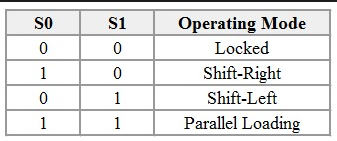 S0 S1 Operating Mode
0 0 Locked
1 0 Shift-Right
0 1 Shift-Left
1 1 Parallel Loading